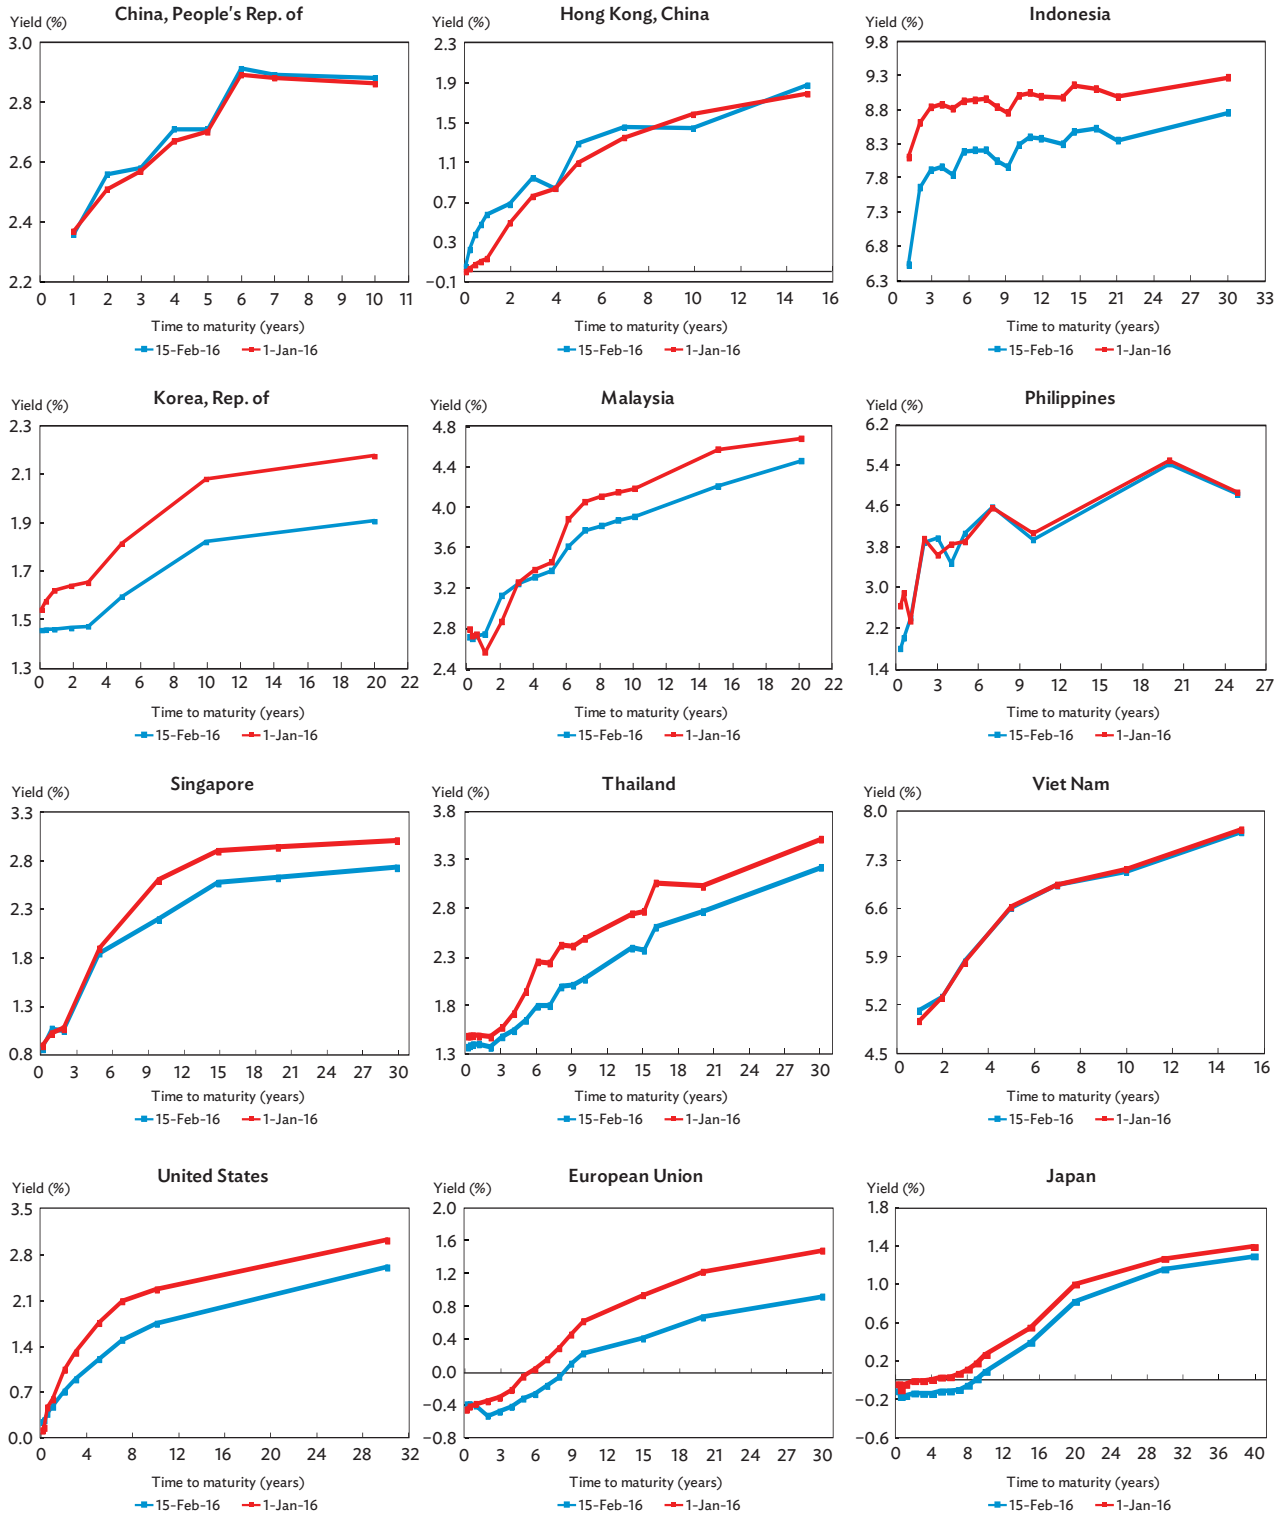 China, People's Rep. of
Yield (%)
3.0
2.8
2.6
2.4
2.2
0 1 2 3 4 5 6 7 8 9 10 11
Time to maturity (years)
15-Feb-16 1-Jan-16
Hong Kong, China
Yield (%)
2.3
1.9
1.5
1.1
0.7
0.3
−0.1
0 2 4 6 8 10 12 14 16
Time to maturity (years)
15-Feb-16 1-Jan-16
Indonesia
Yield (%)
9.8
9.3
8.8
8.3
7.8
7.3
6.8
6.3
0 3 6 9 12 15 18 21 24 27 30 33
Time to maturity (years)
15-Feb-16 1-Jan-16
Korea, Rep. of
Yield (%)
2.3
2.1
1.9
1.7
1.5
1.3
0 2 4 6 8 10 12 14 16 18 20 22
Time to maturity (years)
15-Feb-16 1-Jan-16
Malaysia
Yield (%)
4.8
4.4
4.0
3.6
3.2
2.8
2.4
0 2 4 6 8 10 12 14 16 18 20 22
Time to maturity (years)
15-Feb-16 1-Jan-16
Philippines
Yield (%)
6.2
5.4
4.6
3.8
3.0
2.2
1.4
0 3 6 9 12 15 18 21 24 27
Time to maturity (years)
15-Feb-16 1-Jan-16
Singapore
Yield (%)
3.3
2.8
2.3
1.8
1.3
0.8
0 3 6 9 12 15 18 21 24 27 30
Time to maturity (years)
15-Feb-16 1-Jan-16
Thailand
Yield (%)
3.8
3.3
2.8
2.3
1.8
1.3
0 3 6 9 12 15 18 21 24 27 30
Time to maturity (years)
15-Feb-16 1-Jan-16
Viet Nam
Yield (%)
8.0
7.3
6.6
5.9
5.2
4.5
0 2 4 6 8 10 12 14 16
Time to maturity (years)
15-Feb-16 1-Jan-16
United States
Yield (%)
3.5
2.8
2.1
1.4
0.7
0.0
0 4 8 12 16 20 24 28 32
Time to maturity (years)
15-Feb-16 1-Jan-16
European Union
Yield (%)
2.0
1.6
1.2
0.8
0.4
0.0
−0.4
−0.8
0 3 6 9 12 15 18 21 24 27 30
Time to maturity (years)
15-Feb-16 1-Jan-16
Japan
Yield (%)
1.8
1.4
1.0
0.6
0.2
−0.2
−0.6
0 4 8 12 16 20 24 28 32 36 40
Time to maturity (years)
15-Feb-16 1-Jan-16